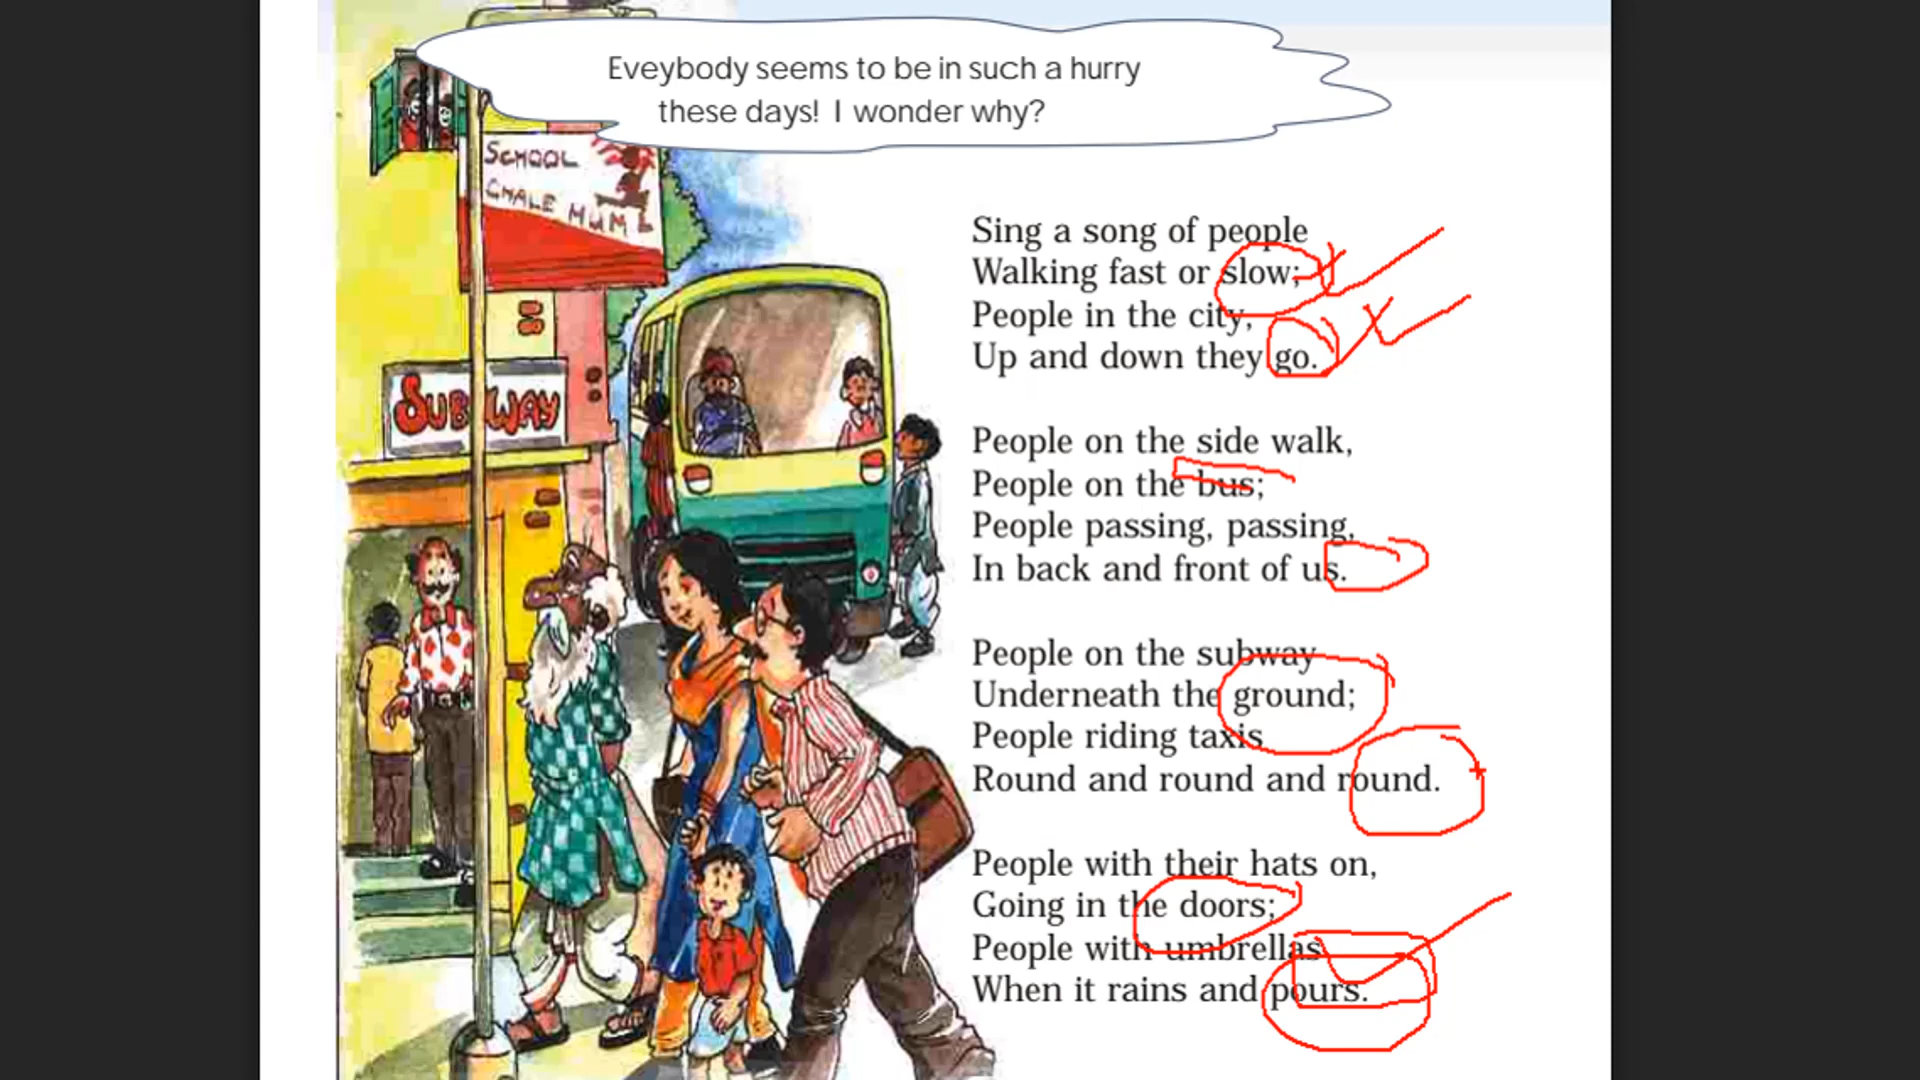 Eveybody seems to be in such a hurry
these days! I wonder why?
SCHOOL
CHALE HUM
SUBWAY
Sing a song of people
Walking fast or slow;
People in the city,
Up and down they go.
People on the side walk,
People on the bus;
People passing, passing,
In back and front of us.
People on the subway
Underneath the ground;
People riding taxis
Round and round and round.
People with their hats on,
Going in the doors;
People with umbrellas
When it rains and pours.